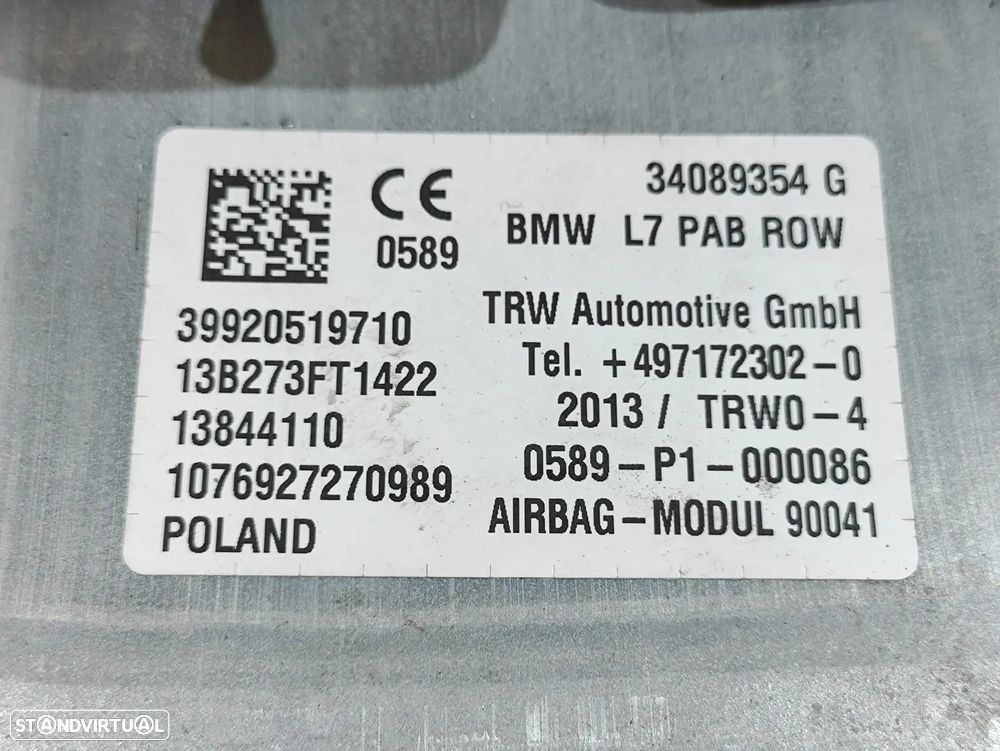 34089354 G
CE
BMW L7 PAB ROW
0589
39920519710
TRW Automotive GmbH
13B273FT1422
Tel. +497172302-0
13844110
2013 / TRW0-4
1076927270989
0589-P1-000086
POLAND
AIRBAG-MODUL 90041
STANDVIRTUAL